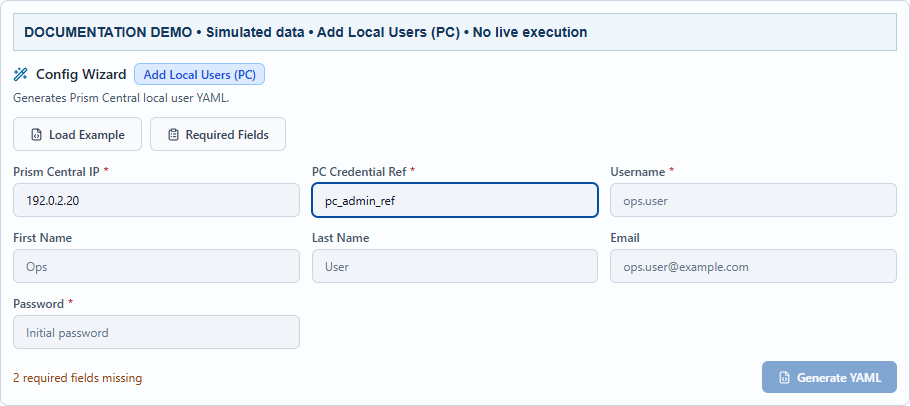 DOCUMENTATION DEMO • Simulated data • Add Local Users (PC) • No live execution
Config Wizard Add Local Users (PC)
Generates Prism Central local user YAML.
Load Example Required Fields
Prism Central IP * PC Credential Ref * Username *
192.0.2.20 pc_admin_ref ops.user
First Name Last Name Email
Ops User ops.user@example.com
Password *
Initial password
2 required fields missing Generate YAML